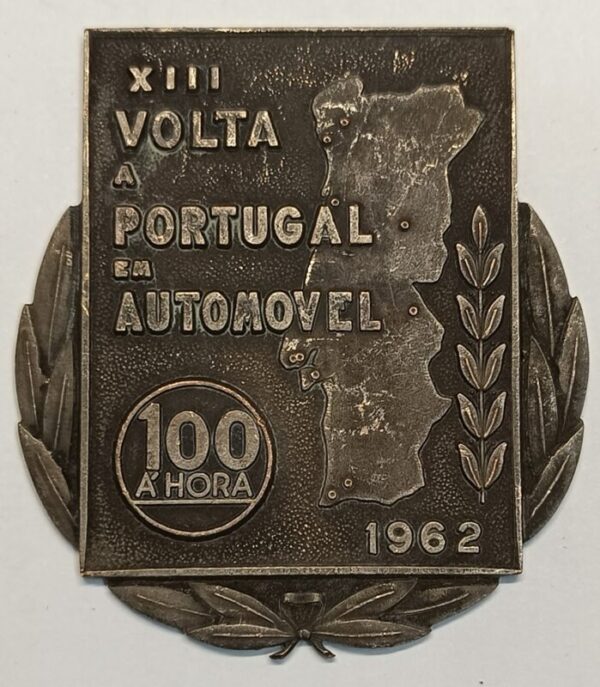 XIII
VOLTA
A
PORTUGAL
EM
AUTOMOVEL
100
Á HORA
1962